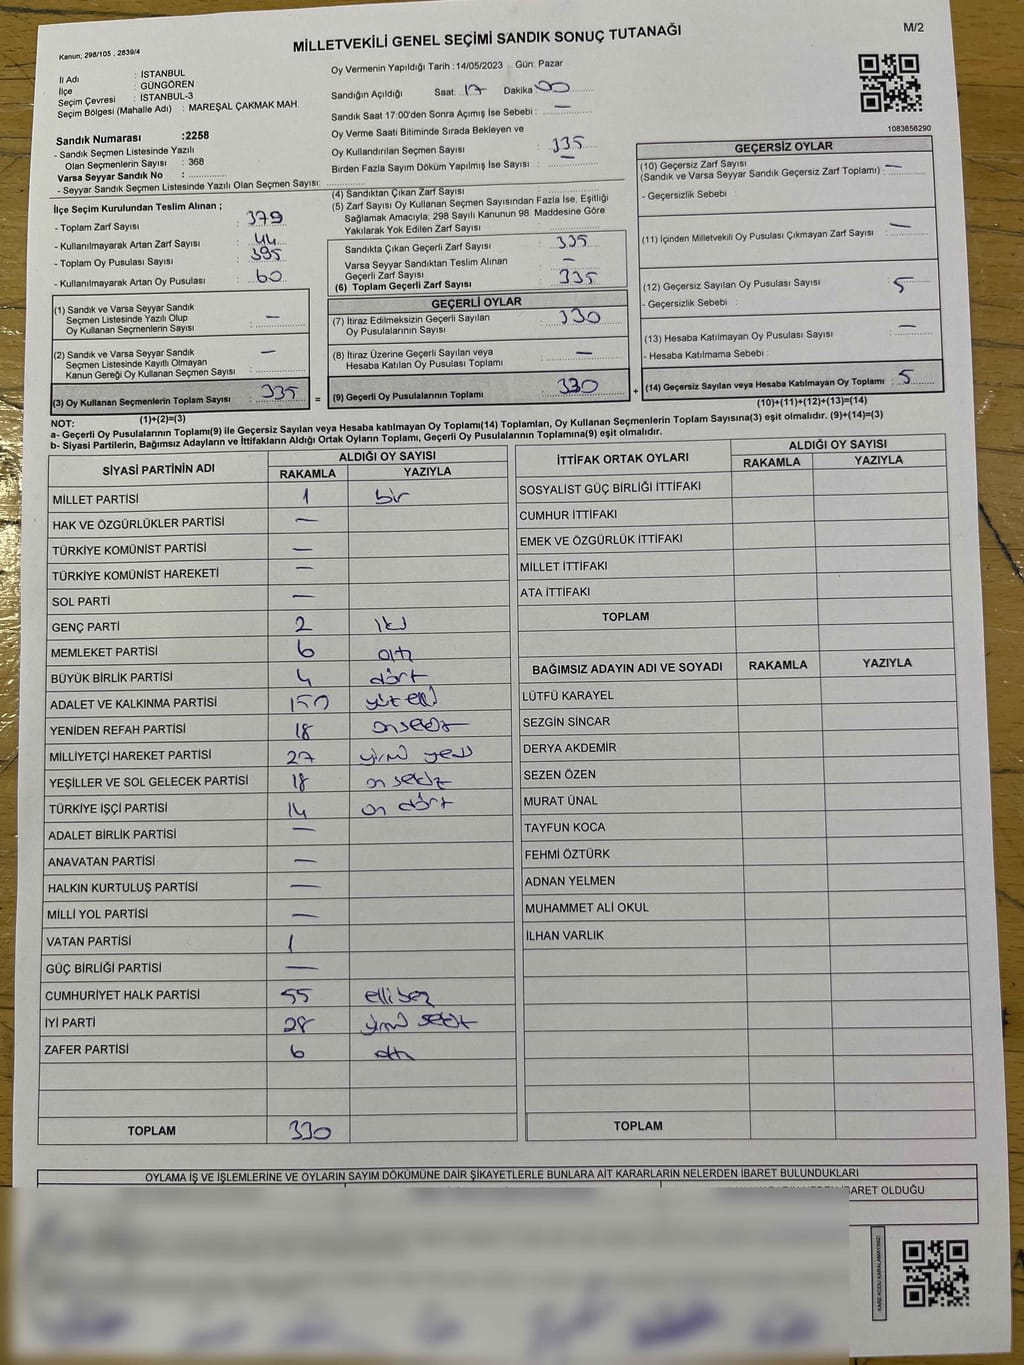 M/2
Kanun: 298/105 , 2839/4
MİLLETVEKİLİ GENEL SEÇİMİ SANDIK SONUÇ TUTANAĞI
İl Adı : İSTANBUL
İlçe : GÜNGÖREN
Seçim Çevresi : İSTANBUL-3
Seçim Bölgesi (Mahalle Adı) : MAREŞAL ÇAKMAK MAH.
Sandık Numarası :2258
- Sandık Seçmen Listesinde Yazılı
Olan Seçmenlerin Sayısı : 368
Varsa Seyyar Sandık No :
- Seyyar Sandık Seçmen Listesinde Yazılı Olan Seçmen Sayısı:
Oy Vermenin Yapıldığı Tarih :14/05/2023 Gün: Pazar
Sandığın Açıldığı Saat: 17 Dakika 00
Sandık Saat 17:00'den Sonra Açımış İse Sebebi : —
Oy Verme Saati Bitiminde Sırada Bekleyen ve
Oy Kullandırılan Seçmen Sayısı : 335
Birden Fazla Sayım Döküm Yapılmış İse Sayısı : —
1083656290
İlçe Seçim Kurulundan Teslim Alınan ;
- Toplam Zarf Sayısı : 379
- Kullanılmayarak Artan Zarf Sayısı : 44
- Toplam Oy Pusulası Sayısı : 395
- Kullanılmayarak Artan Oy Pusulası : 60
(1) Sandık ve Varsa Seyyar Sandık
Seçmen Listesinde Yazılı Olup
Oy Kullanan Seçmenlerin Sayısı : —
(2) Sandık ve Varsa Seyyar Sandık
Seçmen Listesinde Kayıtlı Olmayan
Kanun Gereği Oy Kullanan Seçmen Sayısı : —
(3) Oy Kullanan Seçmenlerin Toplam Sayısı : 335
(1)+(2)=(3)
(4) Sandıktan Çıkan Zarf Sayısı :
(5) Zarf Sayısı Oy Kullanan Seçmen Sayısından Fazla İse, Eşitliği
Sağlamak Amacıyla; 298 Sayılı Kanunun 98. Maddesine Göre
Yakılarak Yok Edilen Zarf Sayısı :
Sandıkta Çıkan Geçerli Zarf Sayısı : 335
Varsa Seyyar Sandıktan Teslim Alınan
Geçerli Zarf Sayısı : —
(6) Toplam Geçerli Zarf Sayısı : 335
GEÇERLİ OYLAR
(7) İtiraz Edilmeksizin Geçerli Sayılan
Oy Pusulalarının Sayısı : 330
(8) İtiraz Üzerine Geçerli Sayılan veya
Hesaba Katılan Oy Pusulası Toplamı : —
= (9) Geçerli Oy Pusulalarının Toplamı : 330 +
GEÇERSİZ OYLAR
(10) Geçersiz Zarf Sayısı
(Sandık ve Varsa Seyyar Sandık Geçersiz Zarf Toplamı) : —
- Geçersizlik Sebebi :
(11) İçinden Milletvekili Oy Pusulası Çıkmayan Zarf Sayısı : —
(12) Geçersiz Sayılan Oy Pusulası Sayısı : 5
- Geçersizlik Sebebi :
(13) Hesaba Katılmayan Oy Pusulası Sayısı : —
- Hesaba Katılmama Sebebi :
(14) Geçersiz Sayılan veya Hesaba Katılmayan Oy Toplamı : 5
(10)+(11)+(12)+(13)=(14)
NOT:
a- Geçerli Oy Pusulalarının Toplamı(9) ile Geçersiz Sayılan veya Hesaba Katılmayan Oy Toplamı(14) Toplamları, Oy Kullanan Seçmenlerin Toplam Sayısına(3) eşit olmalıdır. (9)+(14)=(3)
b- Siyasi Partilerin, Bağımsız Adayların ve İttifakların Aldığı Ortak Oyların Toplamı, Geçerli Oy Pusulalarının Toplamına(9) eşit olmalıdır.
SİYASİ PARTİNİN ADI ALDIĞI OY SAYISI
RAKAMLA YAZIYLA
MİLLET PARTİSİ 1 bir
HAK VE ÖZGÜRLÜKLER PARTİSİ —
TÜRKİYE KOMÜNİST PARTİSİ —
TÜRKİYE KOMÜNİST HAREKETİ —
SOL PARTİ —
GENÇ PARTİ 2 iki
MEMLEKET PARTİSİ 6 altı
BÜYÜK BİRLİK PARTİSİ 4 dört
ADALET VE KALKINMA PARTİSİ 150 yüz elli
YENİDEN REFAH PARTİSİ 18 onsekiz
MİLLİYETÇİ HAREKET PARTİSİ 27 yirmi yedi
YEŞİLLER VE SOL GELECEK PARTİSİ 18 on sekiz
TÜRKİYE İŞÇİ PARTİSİ 14 on dört
ADALET BİRLİK PARTİSİ —
ANAVATAN PARTİSİ —
HALKIN KURTULUŞ PARTİSİ —
MİLLİ YOL PARTİSİ —
VATAN PARTİSİ 1
GÜÇ BİRLİĞİ PARTİSİ —
CUMHURİYET HALK PARTİSİ 55 elli beş
İYİ PARTİ 28 yirmi sekiz
ZAFER PARTİSİ 6 altı
TOPLAM 330
İTTİFAK ORTAK OYLARI ALDIĞI OY SAYISI
RAKAMLA YAZIYLA
SOSYALİST GÜÇ BİRLİĞİ İTTİFAKI
CUMHUR İTTİFAKI
EMEK VE ÖZGÜRLÜK İTTİFAKI
MİLLET İTTİFAKI
ATA İTTİFAKI
TOPLAM
BAĞIMSIZ ADAYIN ADI VE SOYADI RAKAMLA YAZIYLA
LÜTFÜ KARAYEL
SEZGİN SİNCAR
DERYA AKDEMİR
SEZEN ÖZEN
MURAT ÜNAL
TAYFUN KOCA
FEHMİ ÖZTÜRK
ADNAN YELMEN
MUHAMMET ALİ OKUL
İLHAN VARLIK
TOPLAM
OYLAMA İŞ VE İŞLEMLERİNE VE OYLARIN SAYIM DÖKÜMÜNE DAİR ŞİKAYETLERLE BUNLARA AİT KARARLARIN NELERDEN İBARET BULUNDUKLARI
İBARET OLDUĞU
KARE KODU KARALAMAYINIZ!